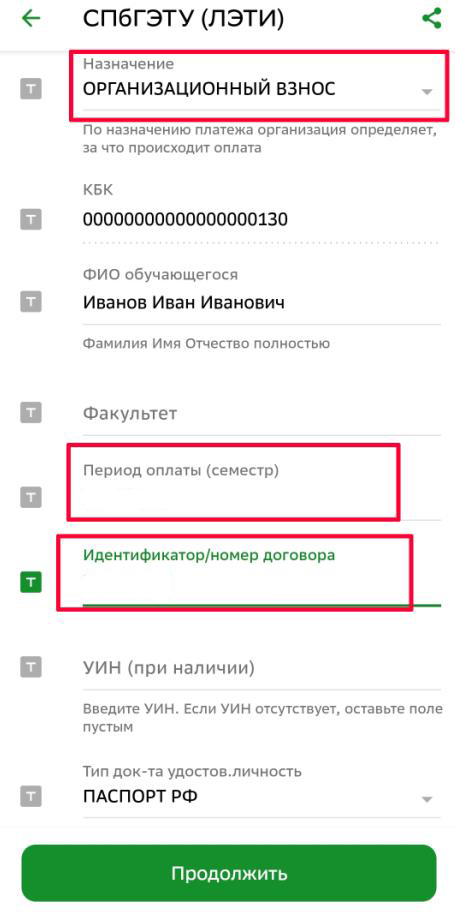 СПбГЭТУ (ЛЭТИ)
Назначение
Т
ОРГАНИЗАЦИОННЫЙ ВЗНОС
По назначению платежа организация определяет,
за что происходит оплата
КБК
Т
00000000000000000130
ФИО обучающегося
Т
Иванов Иван Иванович
Фамилия Имя Отчество полностью
Т
Факультет
Период оплаты (семестр)
Т
Идентификатор/номер договора
Т
Т
УИН (при наличии)
Введите УИН. Если УИН отсутствует, оставьте поле
пустым
Тип док-та удостов.личность
Т
ПАСПОРТ РФ
Продолжить